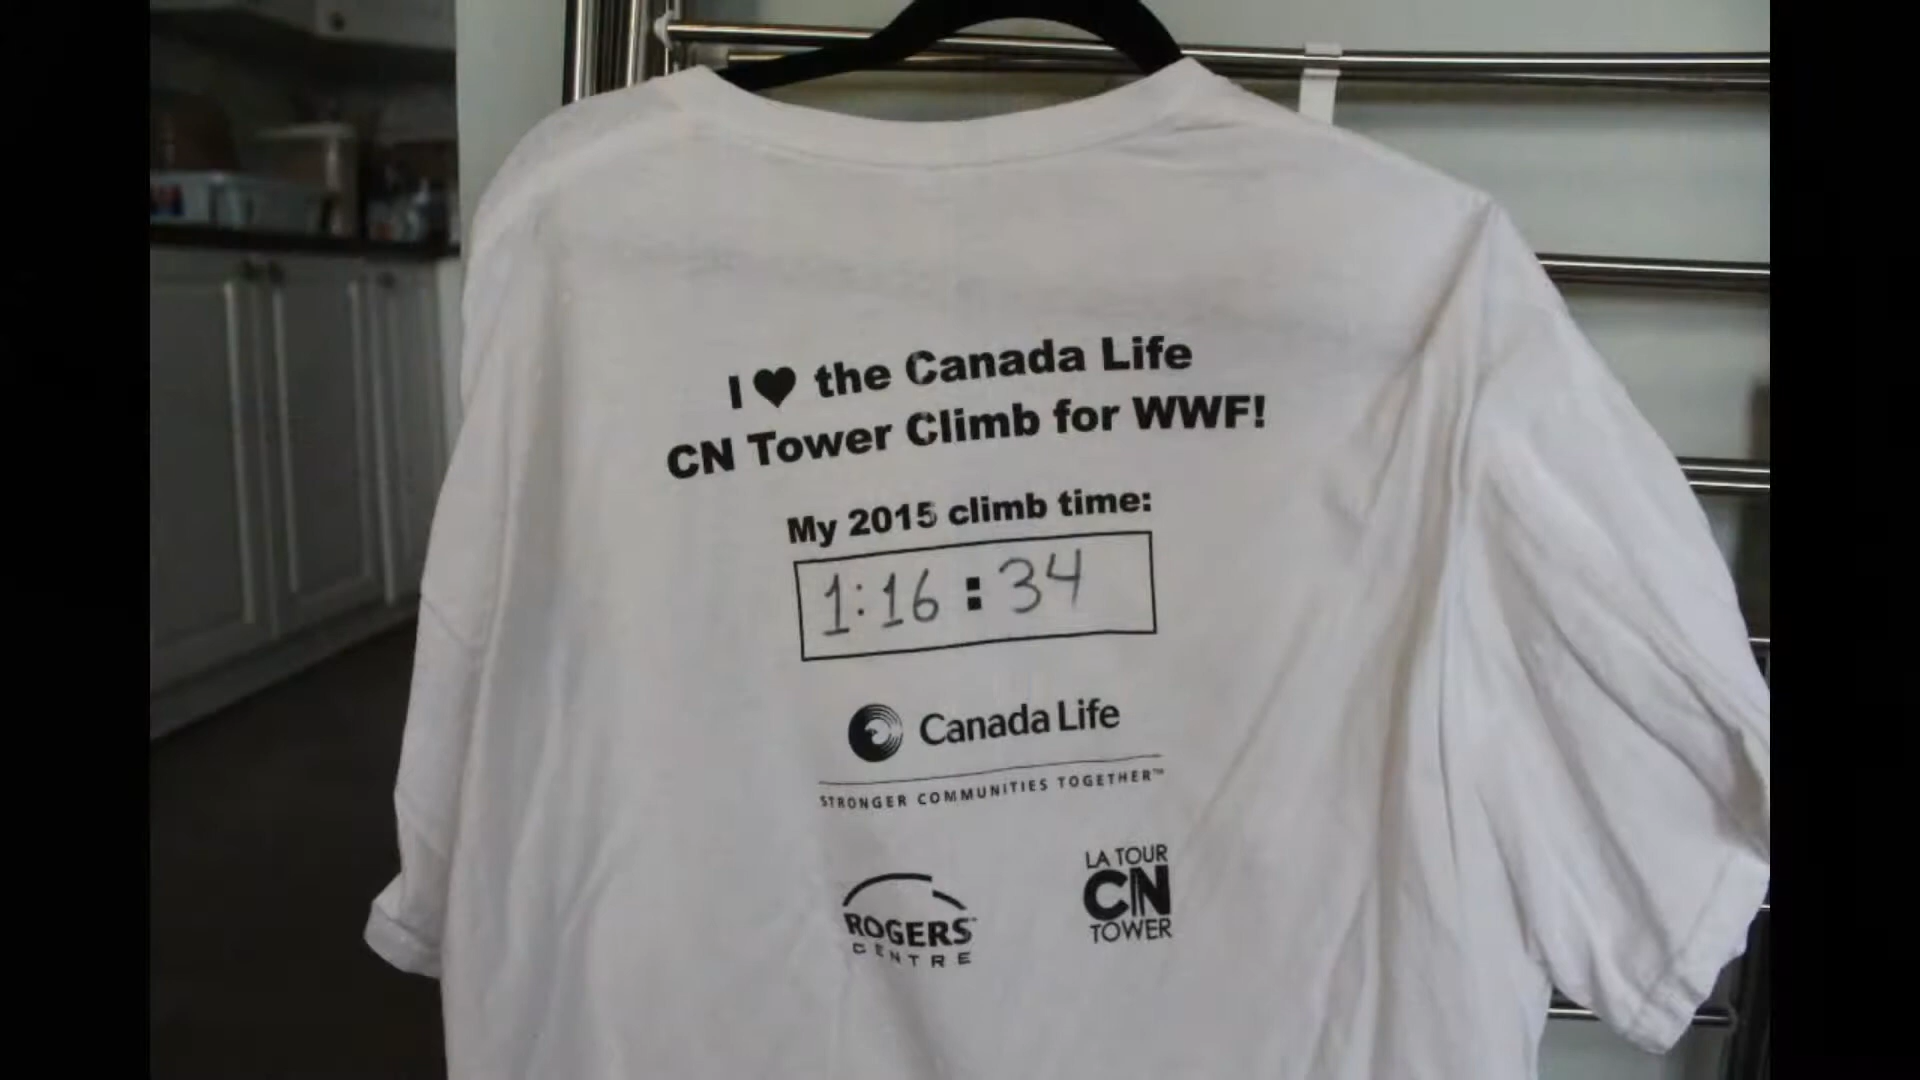 I ♥ the Canada Life
CN Tower Climb for WWF!
My 2015 climb time:
1:16 : 34
Canada Life
STRONGER COMMUNITIES TOGETHER™
ROGERS™
CENTRE
LA TOUR
CN
TOWER